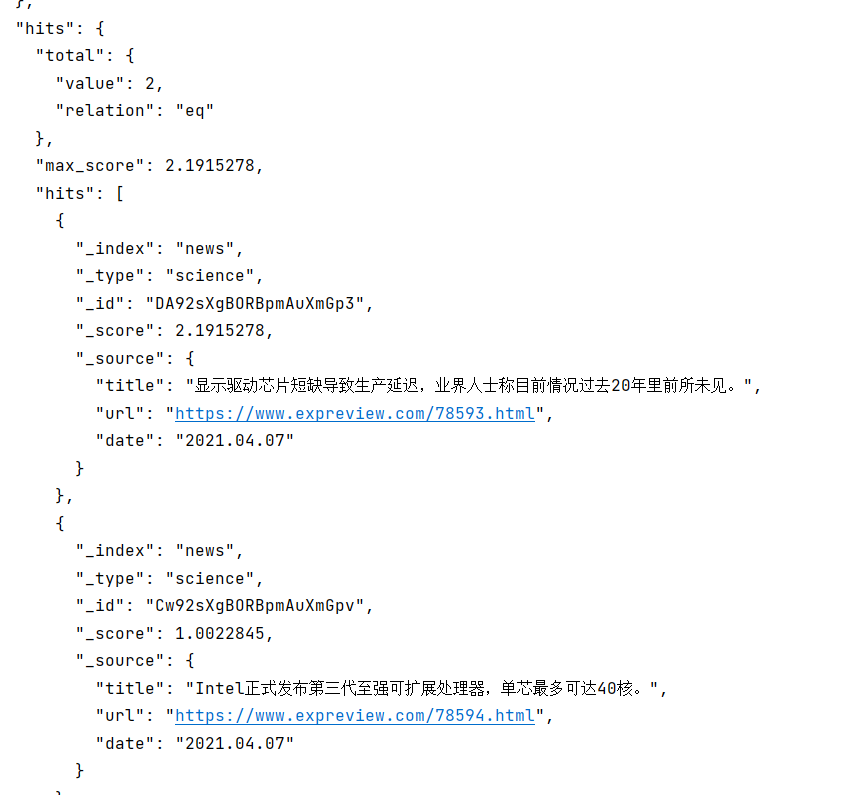 },
"hits": {
"total": {
"value": 2,
"relation": "eq"
},
"max_score": 2.1915278,
"hits": [
{
"_index": "news",
"_type": "science",
"_id": "DA92sXgBORBpmAuXmGp3",
"_score": 2.1915278,
"_source": {
"title": "显示驱动芯片短缺导致生产延迟，业界人士称目前情况过去20年里前所未见。",
"url": "https://www.expreview.com/78593.html",
"date": "2021.04.07"
}
},
{
"_index": "news",
"_type": "science",
"_id": "Cw92sXgBORBpmAuXmGpv",
"_score": 1.0022845,
"_source": {
"title": "Intel正式发布第三代至强可扩展处理器，单芯最多可达40核。",
"url": "https://www.expreview.com/78594.html",
"date": "2021.04.07"
}
}